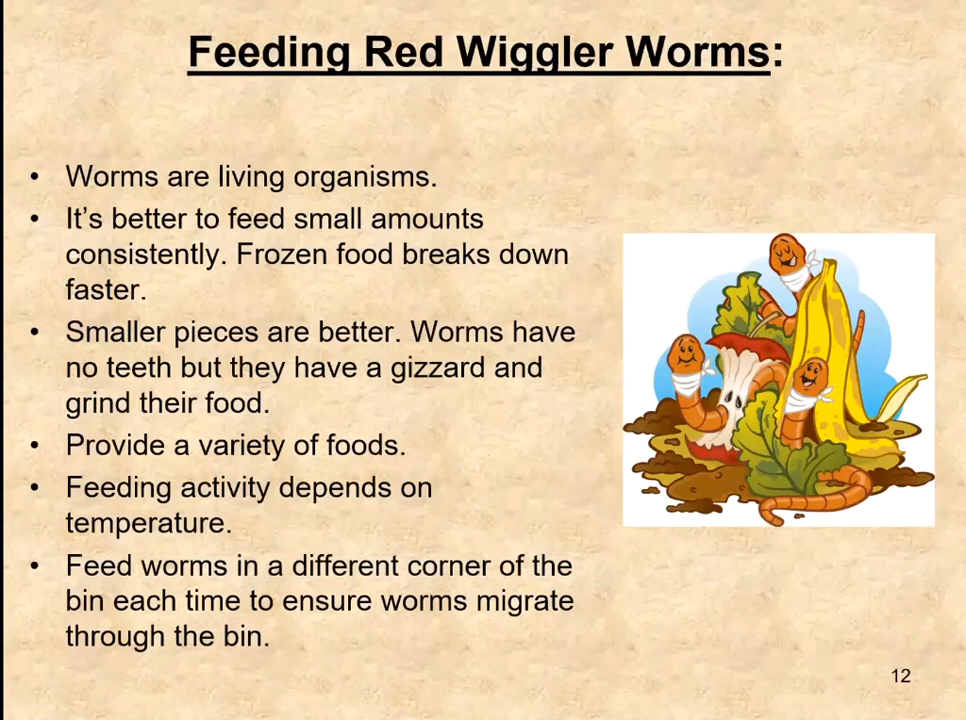 Feeding Red Wiggler Worms:
• Worms are living organisms.
• It’s better to feed small amounts
consistently. Frozen food breaks down
faster.
• Smaller pieces are better. Worms have
no teeth but they have a gizzard and
grind their food.
• Provide a variety of foods.
• Feeding activity depends on
temperature.
• Feed worms in a different corner of the
bin each time to ensure worms migrate
through the bin.
12